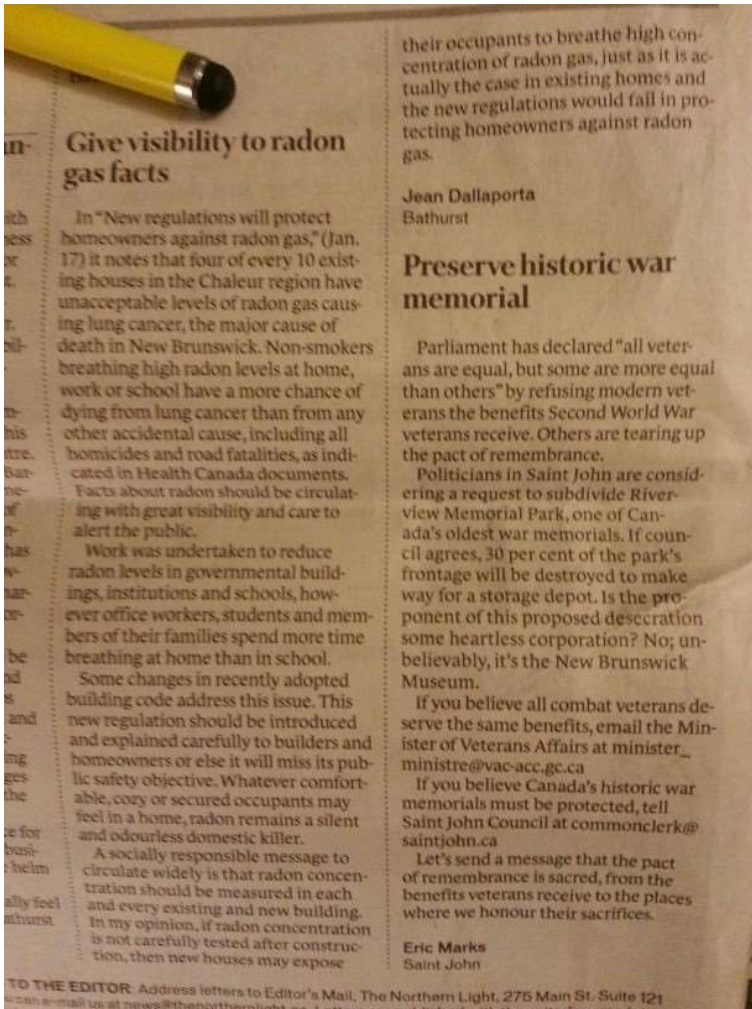 Give visibility to radon
gas facts
In "New regulations will protect
homeowners against radon gas," (Jan.
17) it notes that four of every 10 exist-
ing houses in the Chaleur region have
unacceptable levels of radon gas caus-
ing lung cancer, the major cause of
death in New Brunswick. Non-smokers
breathing high radon levels at home,
work or school have a more chance of
dying from lung cancer than from any
other accidental cause, including all
homicides and road fatalities, as indi-
cated in Health Canada documents.
Facts about radon should be circulat-
ing with great visibility and care to
alert the public.
Work was undertaken to reduce
radon levels in governmental build-
ings, institutions and schools, how-
ever office workers, students and mem-
bers of their families spend more time
breathing at home than in school.
Some changes in recently adopted
building code address this issue. This
new regulation should be introduced
and explained carefully to builders and
homeowners or else it will miss its pub-
lic safety objective. Whatever comfort-
able, cozy or secured occupants may
feel in a home, radon remains a silent
and odourless domestic killer.
A socially responsible message to
circulate widely is that radon concen-
tration should be measured in each
and every existing and new building.
In my opinion, if radon concentration
is not carefully tested after construc-
tion, then new houses may expose
their occupants to breathe high con-
centration of radon gas, just as it is ac-
tually the case in existing homes and
the new regulations would fail in pro-
tecting homeowners against radon
gas.
Jean Dallaporta
Bathurst
Preserve historic war
memorial
Parliament has declared "all veter-
ans are equal, but some are more equal
than others" by refusing modern vet-
erans the benefits Second World War
veterans receive. Others are tearing up
the pact of remembrance.
Politicians in Saint John are consid-
ering a request to subdivide River-
view Memorial Park, one of Can-
ada's oldest war memorials. If coun-
cil agrees, 30 per cent of the park's
frontage will be destroyed to make
way for a storage depot. Is the pro-
ponent of this proposed desecration
some heartless corporation? No; un-
believably, it's the New Brunswick
Museum.
If you believe all combat veterans de-
serve the same benefits, email the Min-
ister of Veterans Affairs at minister_
ministre@vac-acc.gc.ca
If you believe Canada's historic war
memorials must be protected, tell
Saint John Council at commonclerk@
saintjohn.ca
Let's send a message that the pact
of remembrance is sacred, from the
benefits veterans receive to the places
where we honour their sacrifices.
Eric Marks
Saint John
TO THE EDITOR: Address letters to Editor's Mail, The Northern Light, 275 Main St. Suite 121